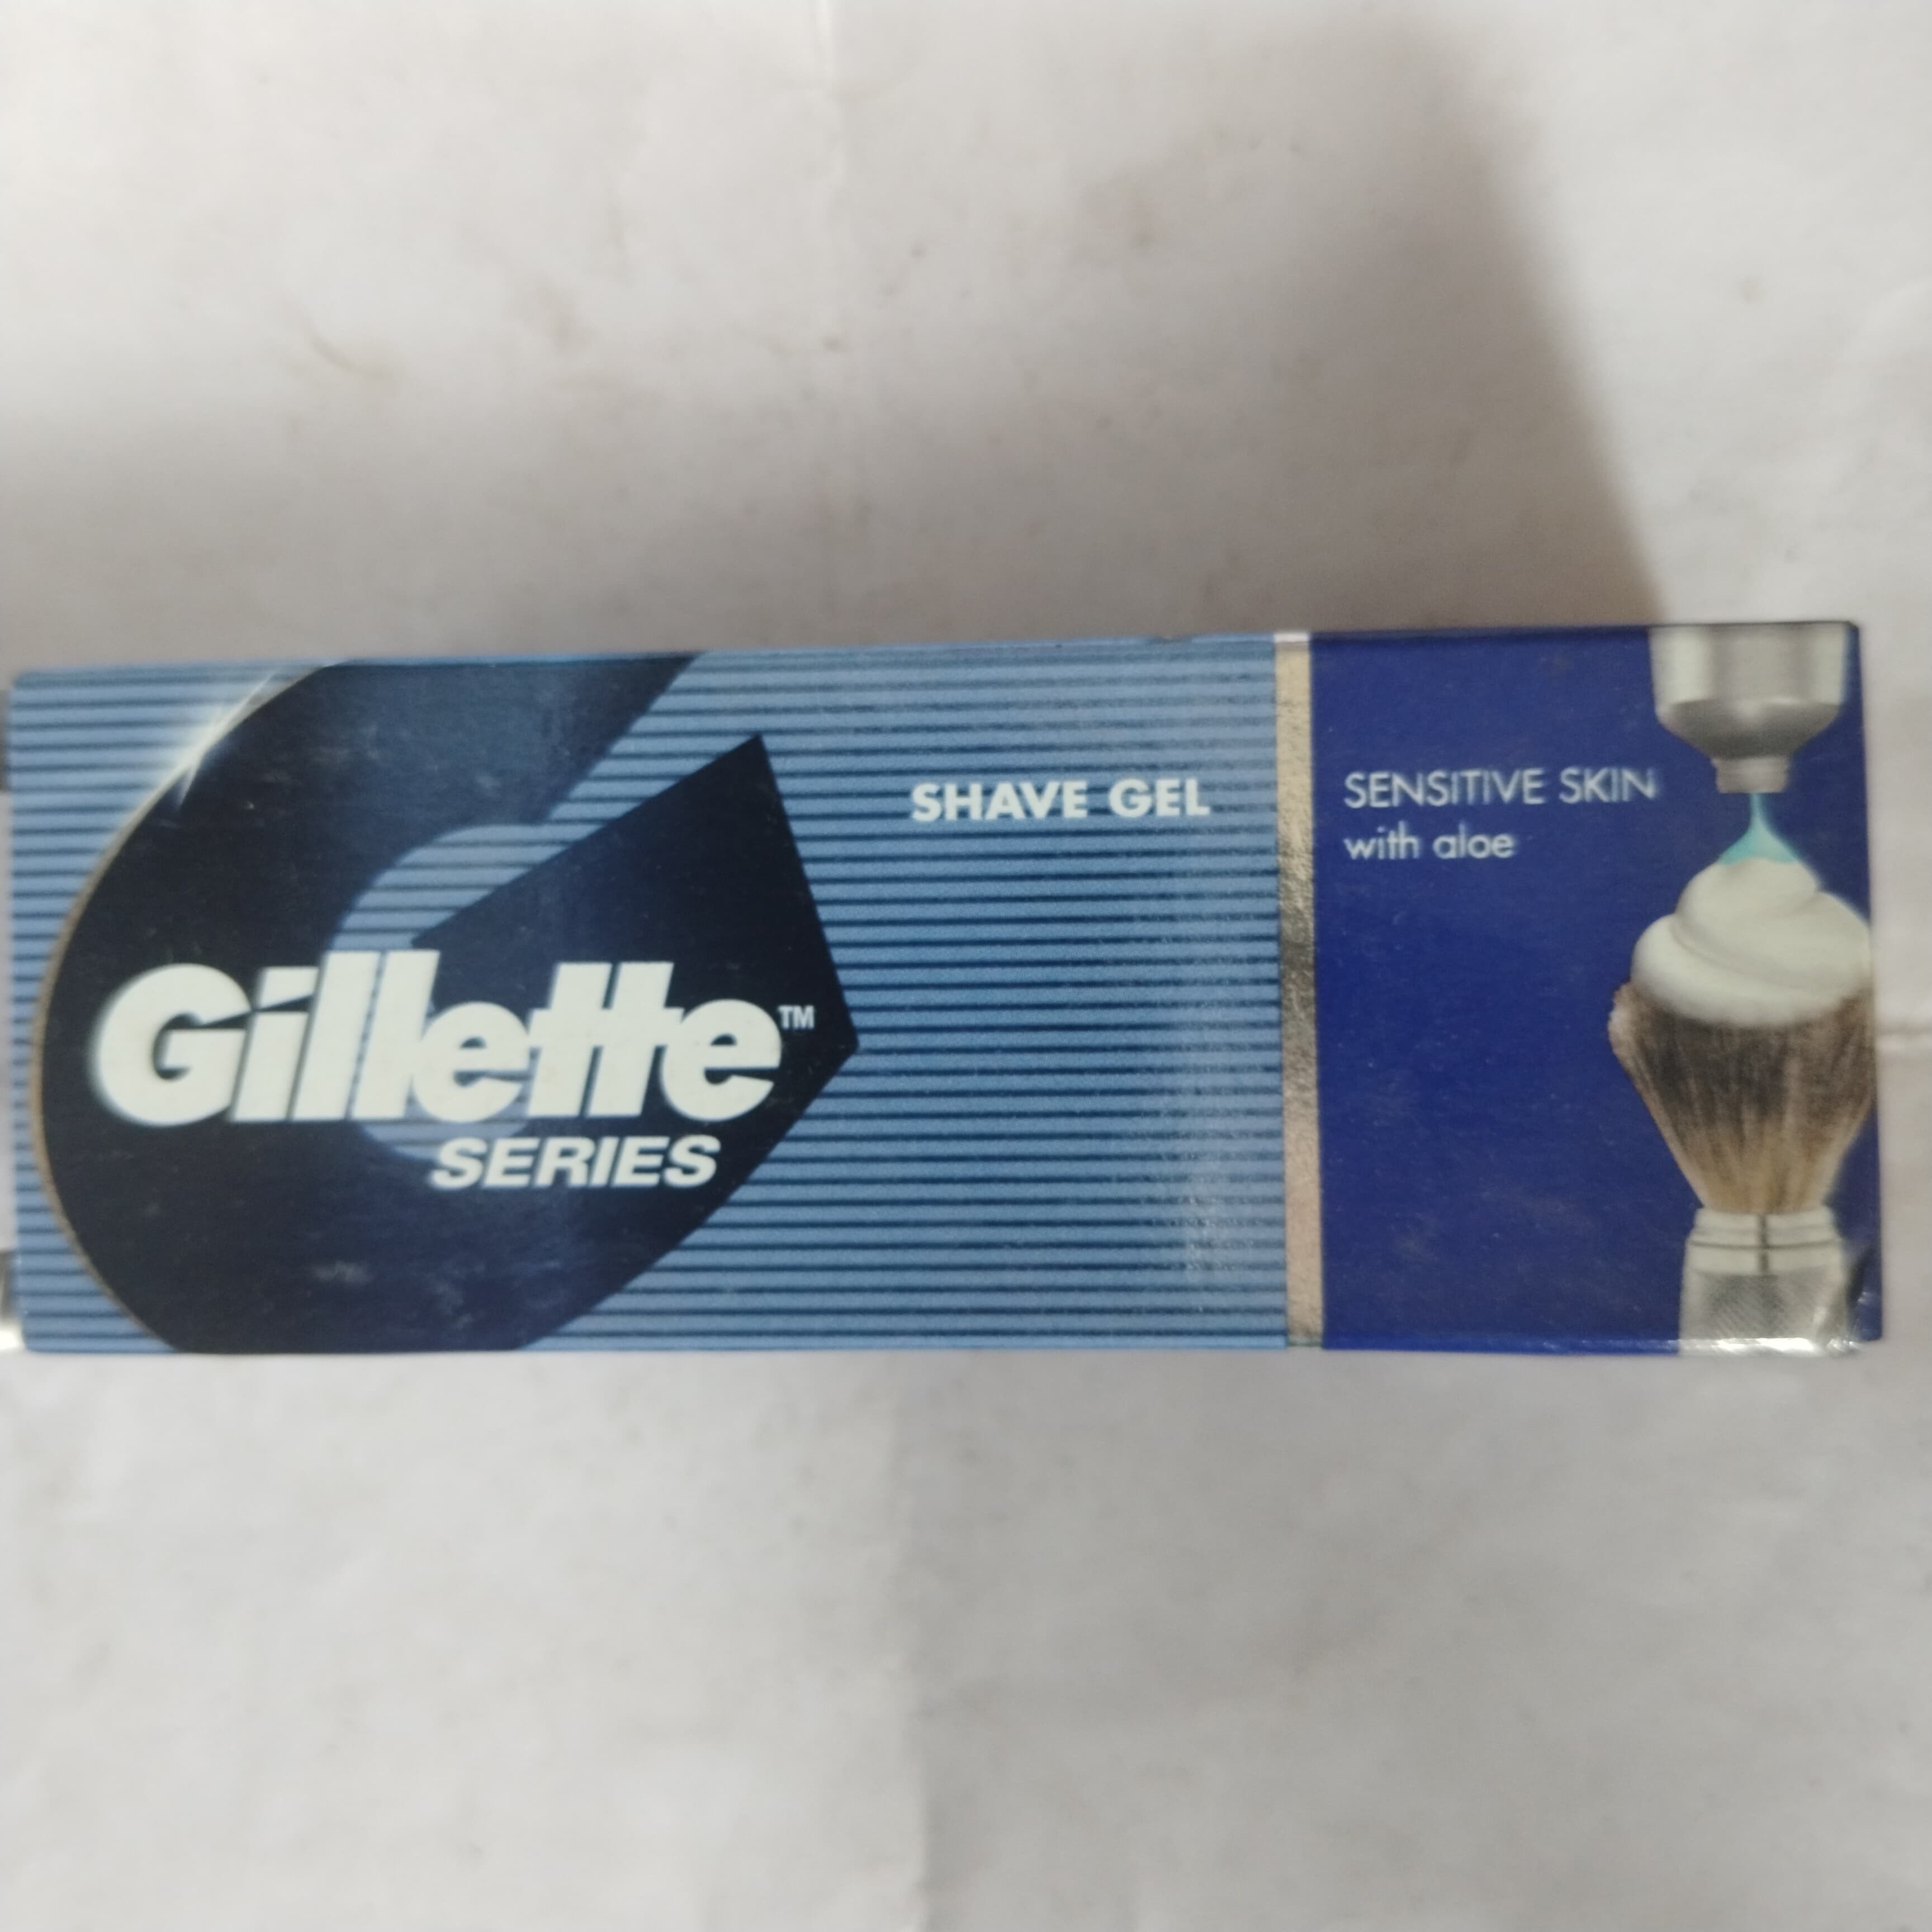 Gillette™
SERIES
SHAVE GEL
SENSITIVE SKIN
with aloe